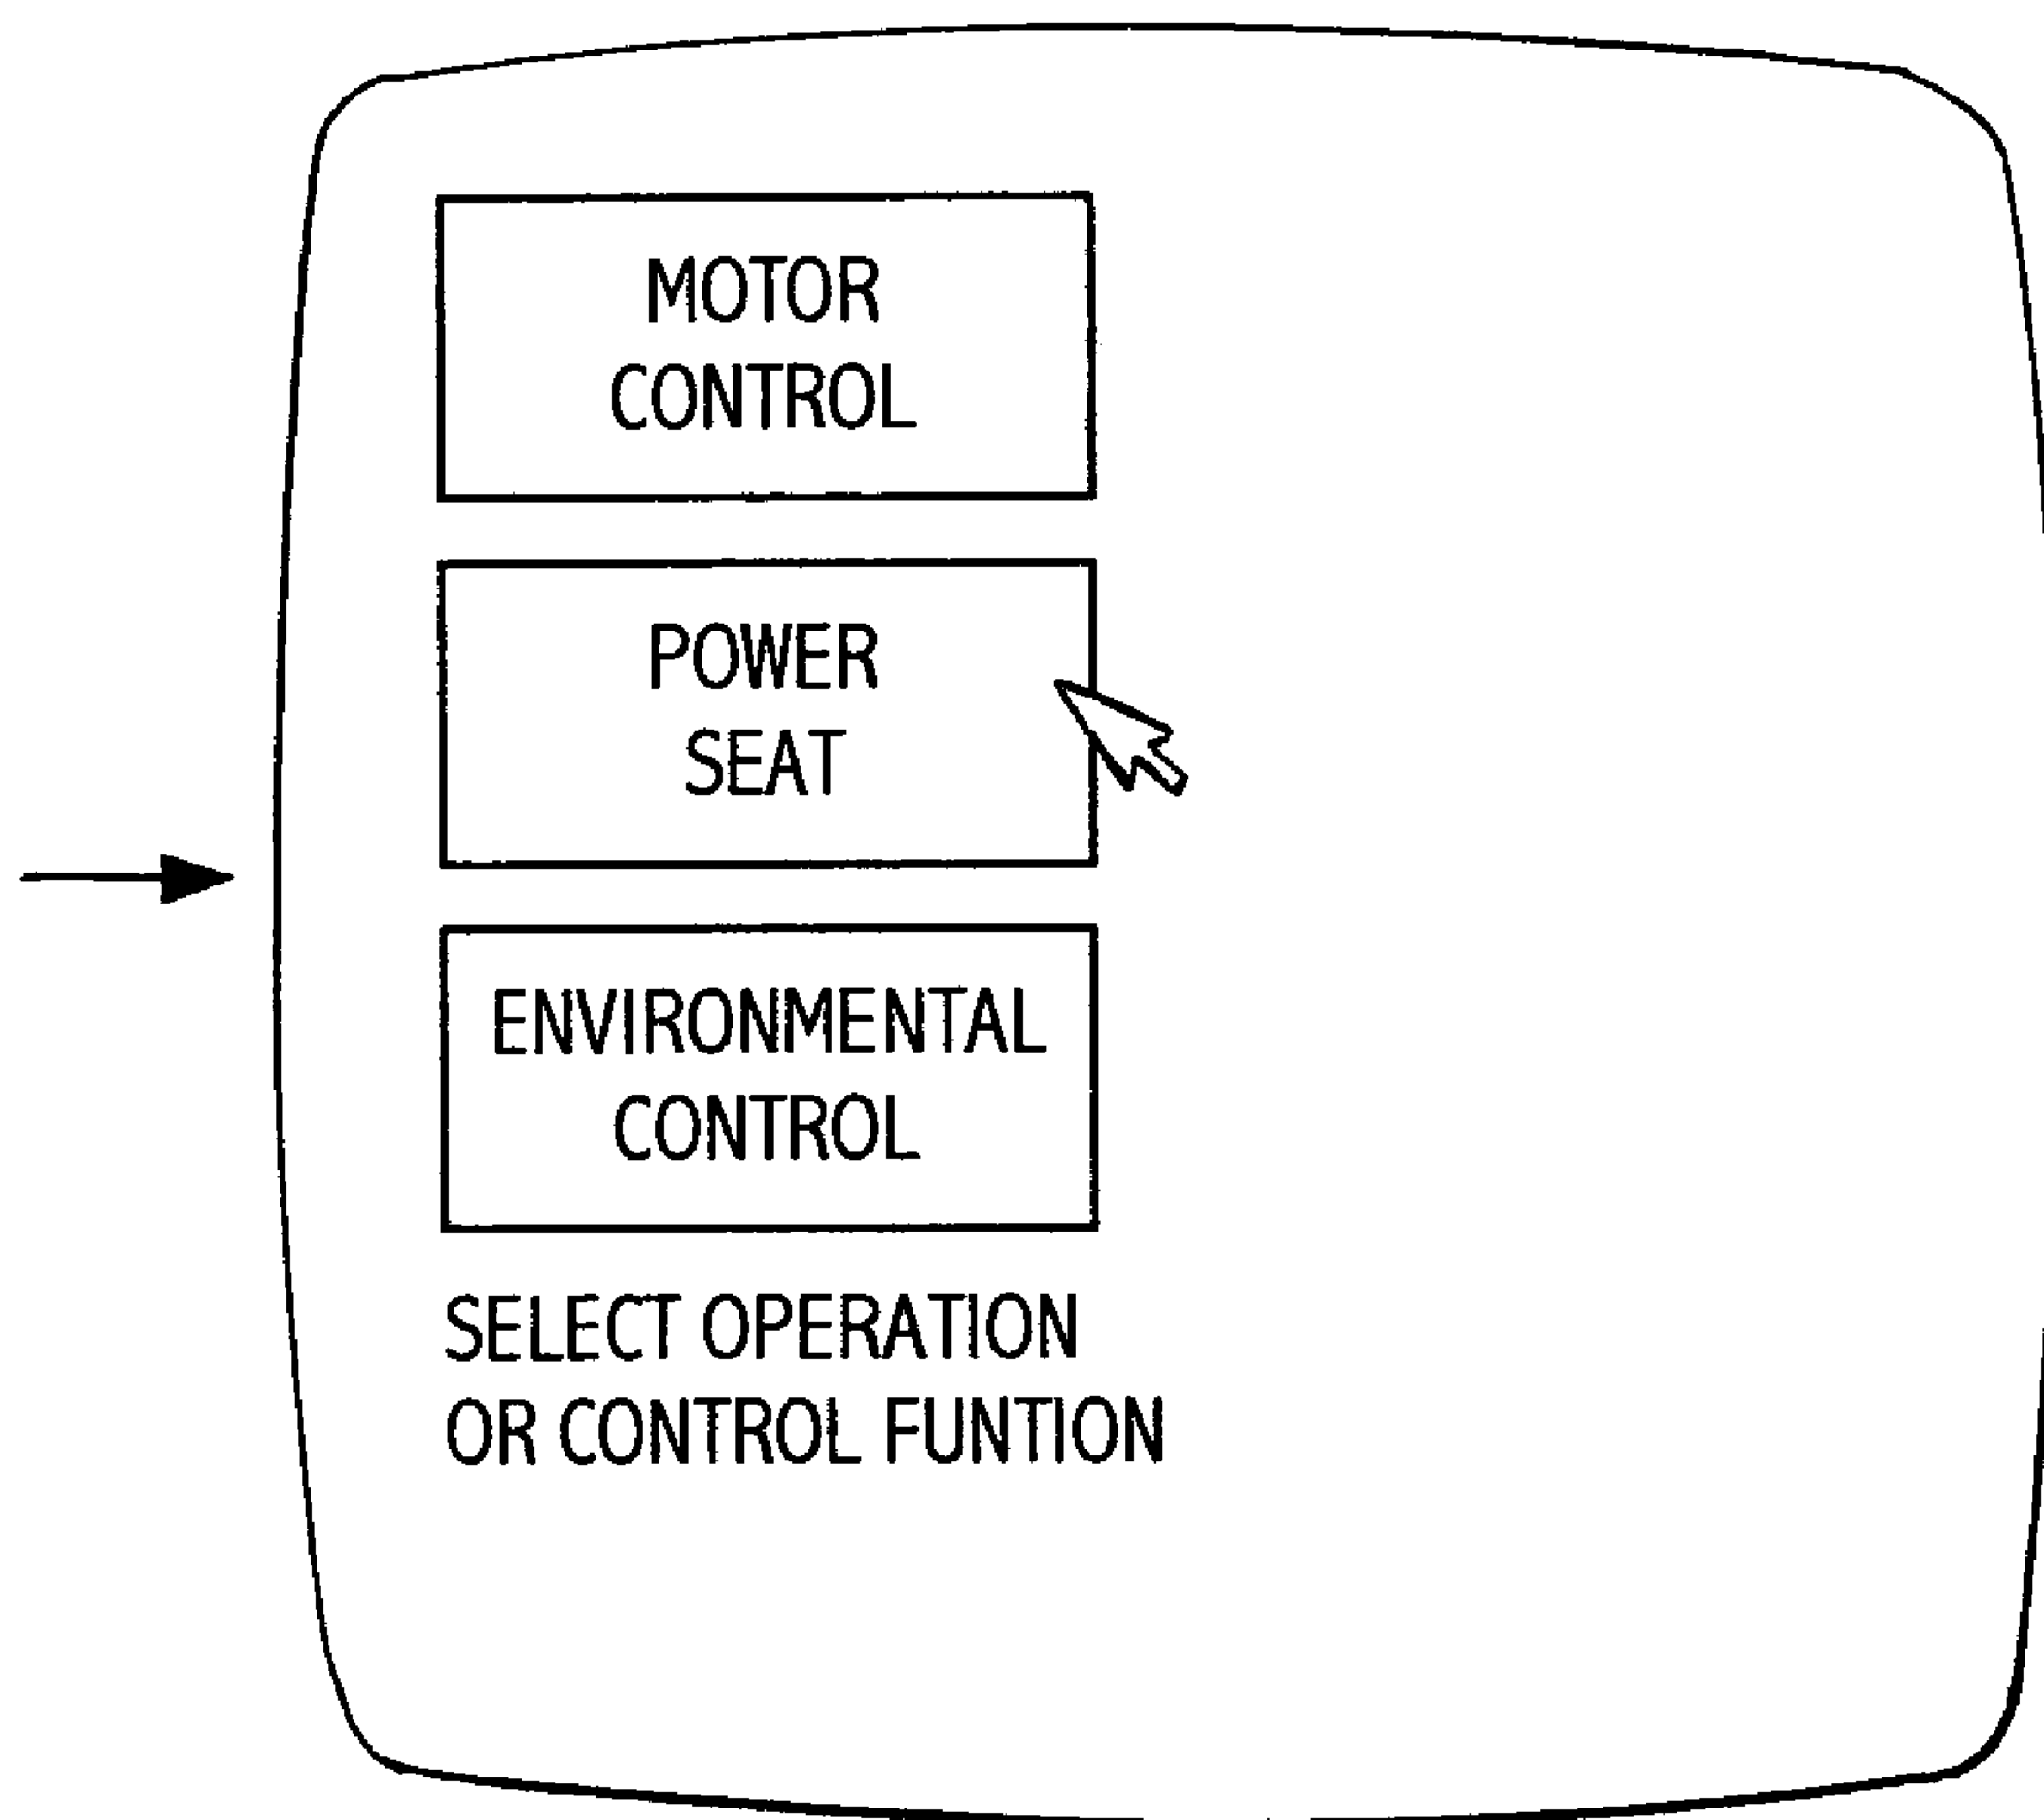 MOTOR
CONTROL
POWER
SEAT
ENVIRONMENTAL
CONTROL
SELECT OPERATION
OR CONTROL FUNTION